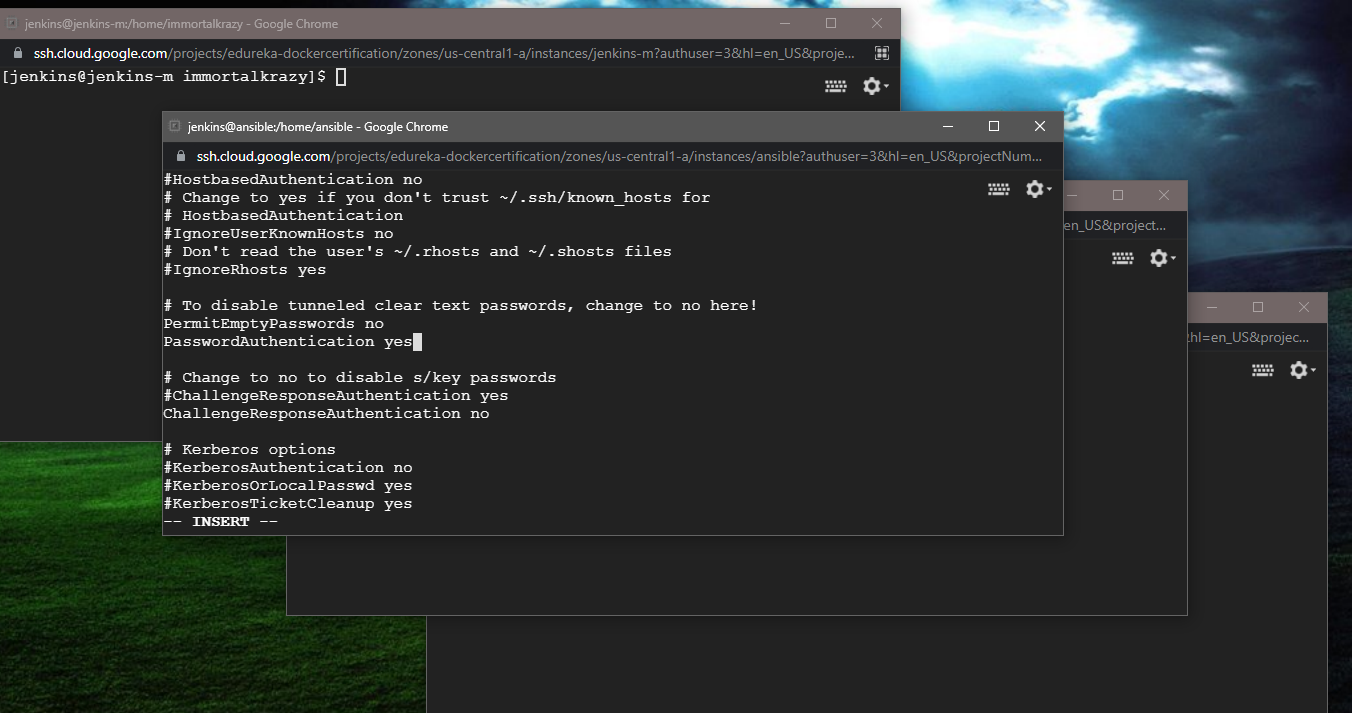 jenkins@jenkins-m:/home/immortalkrazy - Google Chrome
ssh.cloud.google.com/projects/edureka-dockercertification/zones/us-central1-a/instances/jenkins-m?authuser=3&hl=en_US&proje...
[jenkins@jenkins-m immortalkrazy]$
jenkins@ansible:/home/ansible - Google Chrome
ssh.cloud.google.com/projects/edureka-dockercertification/zones/us-central1-a/instances/ansible?authuser=3&hl=en_US&projectNum...
#HostbasedAuthentication no
# Change to yes if you don't trust ~/.ssh/known_hosts for
# HostbasedAuthentication
#IgnoreUserKnownHosts no
# Don't read the user's ~/.rhosts and ~/.shosts files
#IgnoreRhosts yes
# To disable tunneled clear text passwords, change to no here!
PermitEmptyPasswords no
PasswordAuthentication yes
# Change to no to disable s/key passwords
#ChallengeResponseAuthentication yes
ChallengeResponseAuthentication no
# Kerberos options
#KerberosAuthentication no
#KerberosOrLocalPasswd yes
#KerberosTicketCleanup yes
-- INSERT --
en_US&project...
hl=en_US&projec...